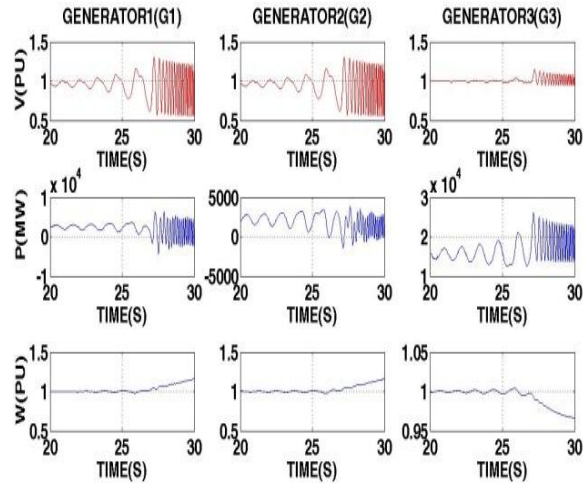 GENERATOR1(G1) GENERATOR2(G2) GENERATOR3(G3)
V(PU)
1.5 1.5 1.5
1 1 1
0.5 0.5 0.5
20 25 30 20 25 30 20 25 30
TIME(S) TIME(S) TIME(S)
P(MW)
x 10^4 x 10^4
1 5000 3
0 0 2
-1 -5000 1
20 25 30 20 25 30 20 25 30
TIME(S) TIME(S) TIME(S)
W(PU)
1.5 1.5 1.05
1 1 1
0.5 0.5 0.95
20 25 30 20 25 30 20 25 30
TIME(S) TIME(S) TIME(S)